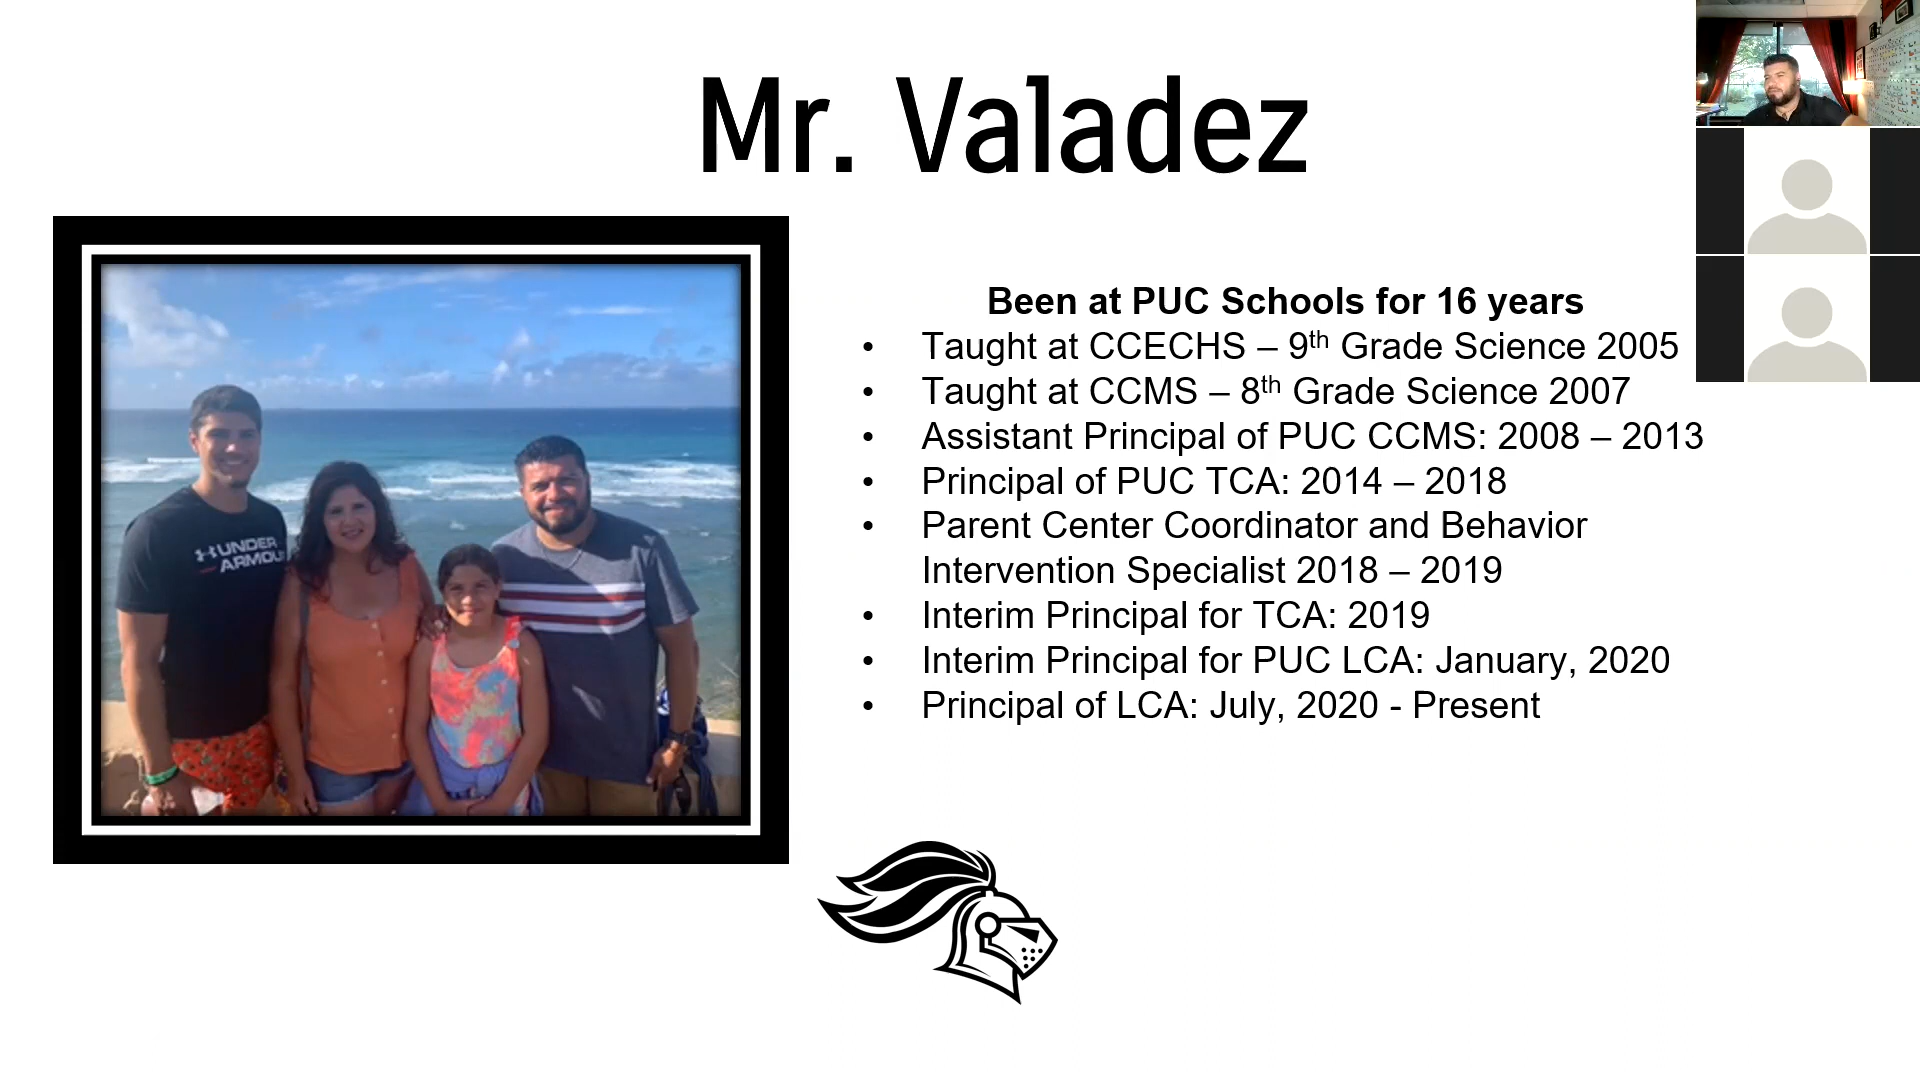 Mr. Valadez
Been at PUC Schools for 16 years
• Taught at CCECHS – 9th Grade Science 2005
• Taught at CCMS – 8th Grade Science 2007
• Assistant Principal of PUC CCMS: 2008 – 2013
• Principal of PUC TCA: 2014 – 2018
• Parent Center Coordinator and Behavior
Intervention Specialist 2018 – 2019
• Interim Principal for TCA: 2019
• Interim Principal for PUC LCA: January, 2020
• Principal of LCA: July, 2020 - Present
UNDER
ARMOUR